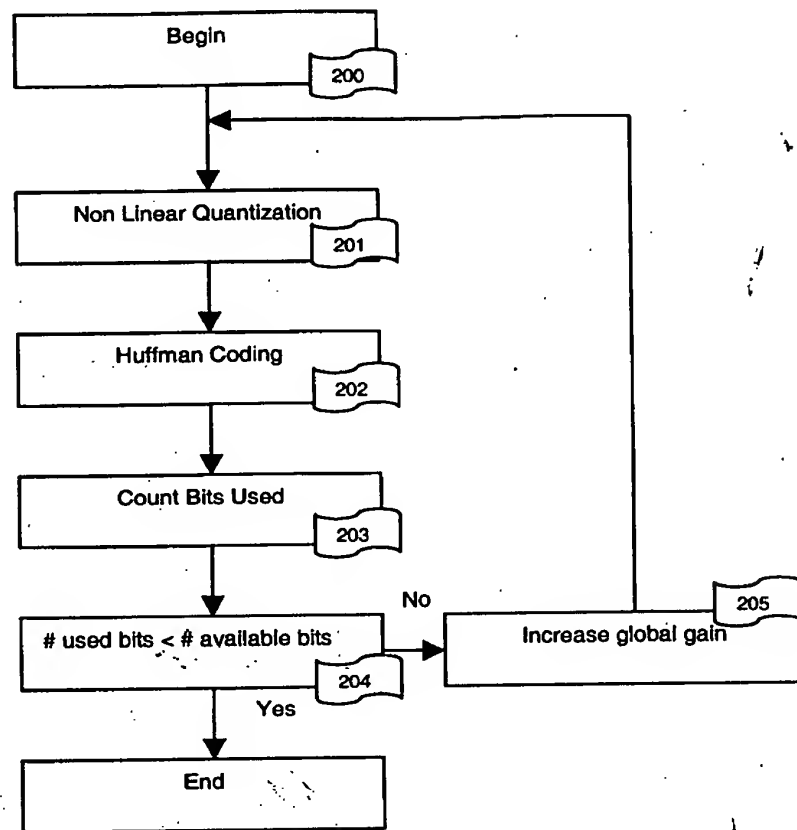 Begin
200
Non Linear Quantization
201
Huffman Coding
202
Count Bits Used
203
# used bits < # available bits
204
No
Increase global gain
205
Yes
End